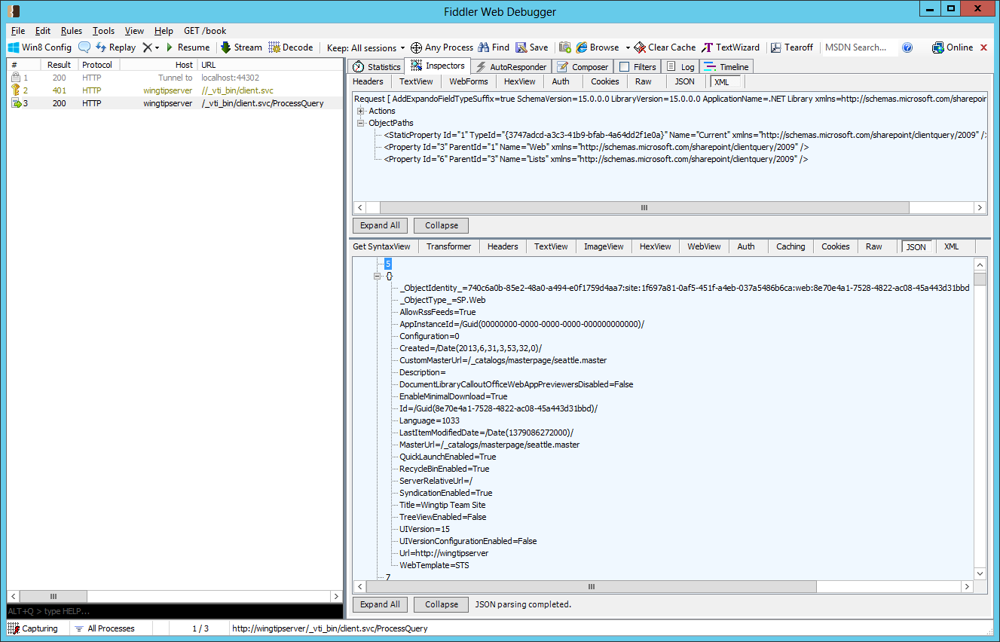 Fiddler Web Debugger
File Edit Rules Tools View Help GET /book
Win8 Config Replay Resume Stream Decode Keep: All sessions Any Process Find Save Browse Clear Cache TextWizard Tearoff MSDN Search... Online
# Result Protocol Host URL
1 200 HTTP Tunnel to localhost:44302
2 401 HTTP wingtipserver //_vti_bin/client.svc
3 200 HTTP wingtipserver /_vti_bin/client.svc/ProcessQuery
Statistics Inspectors AutoResponder Composer Filters Log Timeline
Headers TextView WebForms HexView Auth Cookies Raw JSON XML
Request [ AddExpandoFieldTypeSuffix=true SchemaVersion=15.0.0.0 LibraryVersion=15.0.0.0 ApplicationName=.NET Library xmlns=http://schemas.microsoft.com/sharepoin
Actions
ObjectPaths
<StaticProperty Id="1" TypeId="{3747adcd-a3c3-41b9-bfab-4a64dd2f1e0a}" Name="Current" xmlns="http://schemas.microsoft.com/sharepoint/clientquery/2009" />
<Property Id="3" ParentId="1" Name="Web" xmlns="http://schemas.microsoft.com/sharepoint/clientquery/2009" />
<Property Id="6" ParentId="3" Name="Lists" xmlns="http://schemas.microsoft.com/sharepoint/clientquery/2009" />
Expand All Collapse
Get SyntaxView Transformer Headers TextView ImageView HexView WebView Auth Caching Cookies Raw JSON XML
5
{}
_ObjectIdentity_=740c6a0b-85e2-48a0-a494-e0f1759d4aa7:site:1f697a81-0af5-451f-a4eb-037a5486b6ca:web:8e70e4a1-7528-4822-ac08-45a443d31bbd
_ObjectType_=SP.Web
AllowRssFeeds=True
AppInstanceId=/Guid(00000000-0000-0000-0000-000000000000)/
Configuration=0
Created=/Date(2013,6,31,3,53,32,0)/
CustomMasterUrl=/_catalogs/masterpage/seattle.master
Description=
DocumentLibraryCalloutOfficeWebAppPreviewersDisabled=False
EnableMinimalDownload=True
Id=/Guid(8e70e4a1-7528-4822-ac08-45a443d31bbd)/
Language=1033
LastItemModifiedDate=/Date(1379086272000)/
MasterUrl=/_catalogs/masterpage/seattle.master
QuickLaunchEnabled=True
RecycleBinEnabled=True
ServerRelativeUrl=/
SyndicationEnabled=True
Title=Wingtip Team Site
TreeViewEnabled=False
UIVersion=15
UIVersionConfigurationEnabled=False
Url=http://wingtipserver
WebTemplate=STS
7
Expand All Collapse JSON parsing completed.
ALT+Q > type HELP...
Capturing All Processes 1 / 3 http://wingtipserver/_vti_bin/client.svc/ProcessQuery